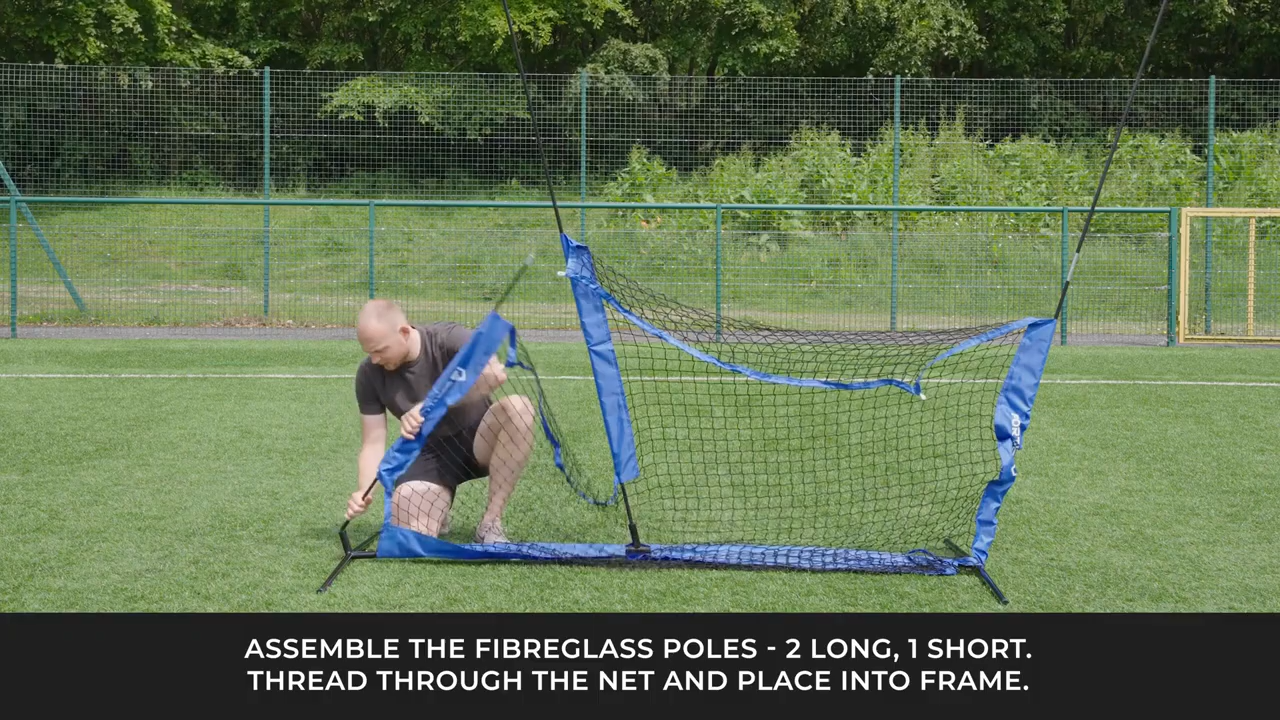 ASSEMBLE THE FIBREGLASS POLES - 2 LONG, 1 SHORT.
THREAD THROUGH THE NET AND PLACE INTO FRAME.